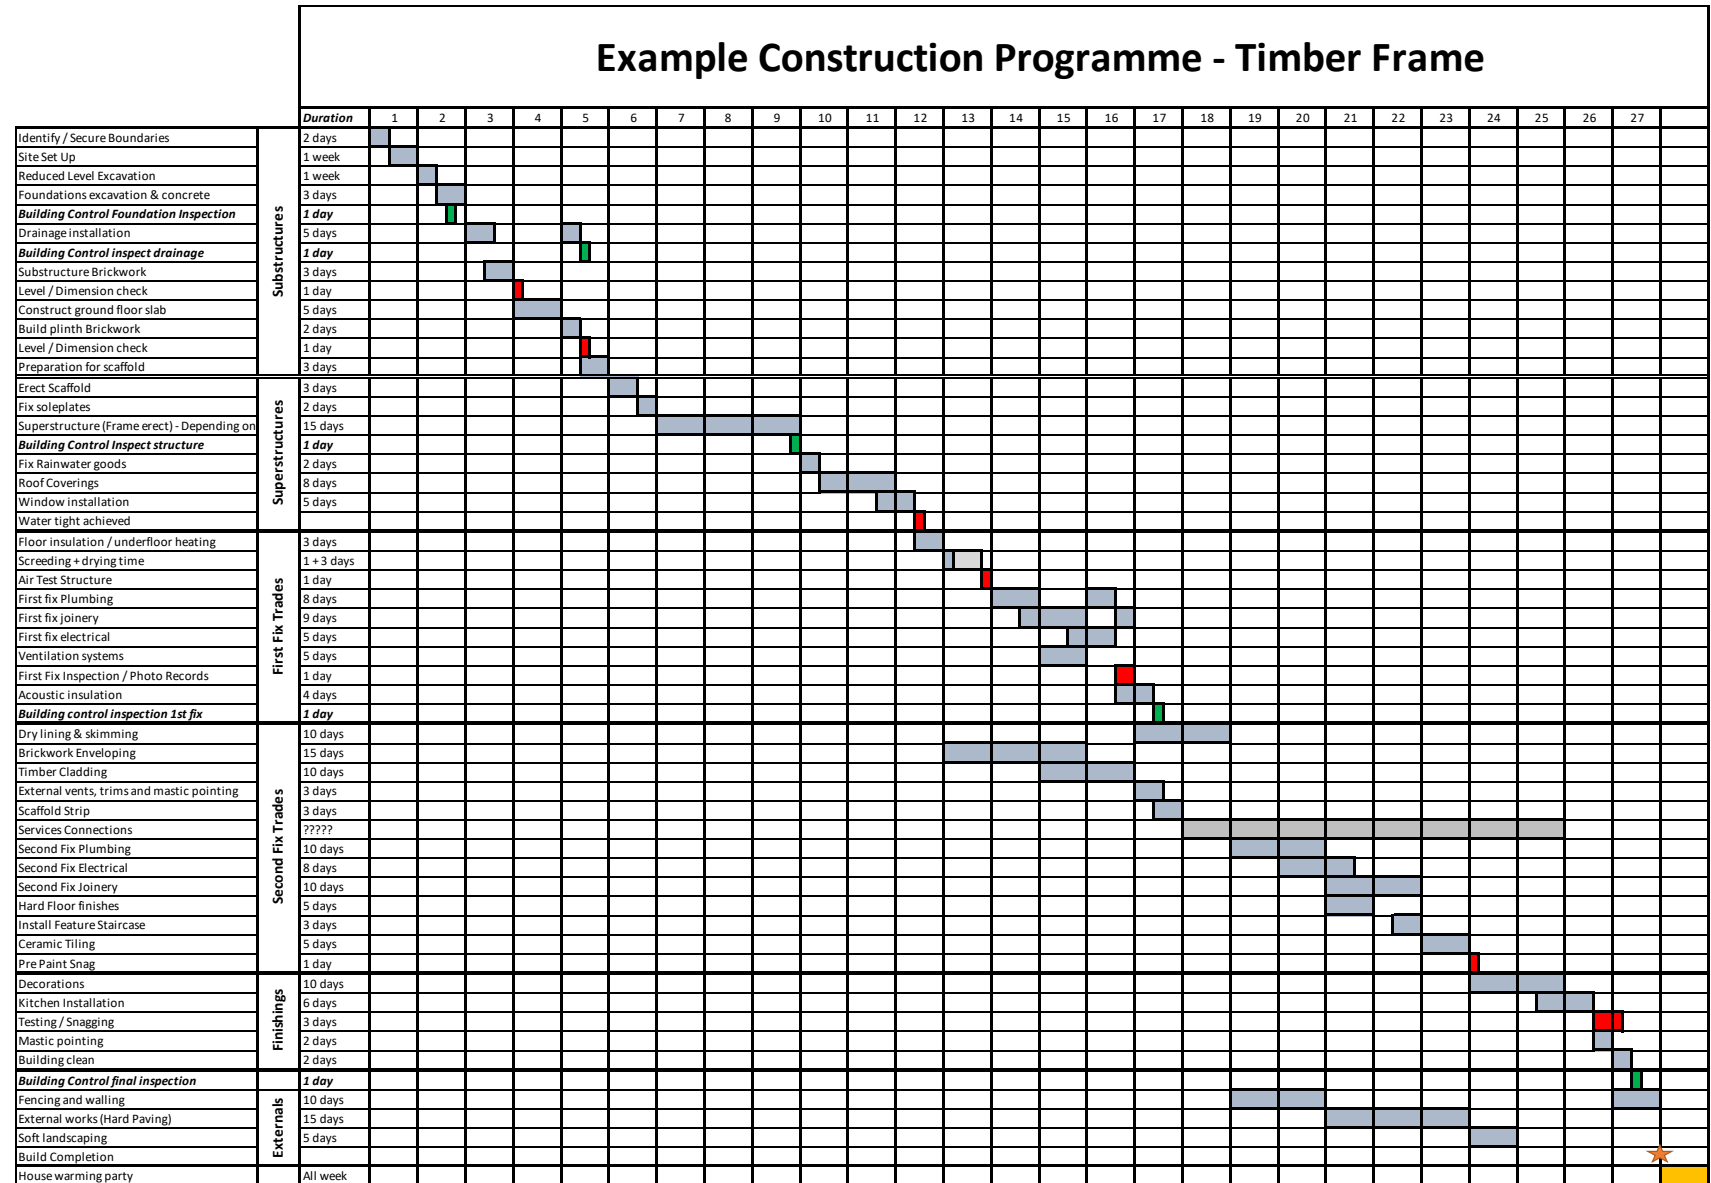 Example Construction Programme - Timber Frame
Duration 1 2 3 4 5 6 7 8 9 10 11 12 13 14 15 16 17 18 19 20 21 22 23 24 25 26 27
Substructures
Identify / Secure Boundaries 2 days
Site Set Up 1 week
Reduced Level Excavation 1 week
Foundations excavation & concrete 3 days
Building Control Foundation Inspection 1 day
Drainage installation 5 days
Building Control inspect drainage 1 day
Substructure Brickwork 3 days
Level / Dimension check 1 day
Construct ground floor slab 5 days
Build plinth Brickwork 2 days
Level / Dimension check 1 day
Preparation for scaffold 3 days
Superstructures
Erect Scaffold 3 days
Fix soleplates 2 days
Superstructure (Frame erect) - Depending on 15 days
Building Control Inspect structure 1 day
Fix Rainwater goods 2 days
Roof Coverings 8 days
Window installation 5 days
Water tight achieved
First Fix Trades
Floor insulation / underfloor heating 3 days
Screeding + drying time 1 + 3 days
Air Test Structure 1 day
First fix Plumbing 8 days
First fix joinery 9 days
First fix electrical 5 days
Ventilation systems 5 days
First Fix Inspection / Photo Records 1 day
Acoustic insulation 4 days
Building control inspection 1st fix 1 day
Second Fix Trades
Dry lining & skimming 10 days
Brickwork Enveloping 15 days
Timber Cladding 10 days
External vents, trims and mastic pointing 3 days
Scaffold Strip 3 days
Services Connections ?????
Second Fix Plumbing 10 days
Second Fix Electrical 8 days
Second Fix Joinery 10 days
Hard Floor finishes 5 days
Install Feature Staircase 3 days
Ceramic Tiling 5 days
Pre Paint Snag 1 day
Finishings
Decorations 10 days
Kitchen Installation 6 days
Testing / Snagging 3 days
Mastic pointing 2 days
Building clean 2 days
Externals
Building Control final inspection 1 day
Fencing and walling 10 days
External works (Hard Paving) 15 days
Soft landscaping 5 days
Build Completion
House warming party All week